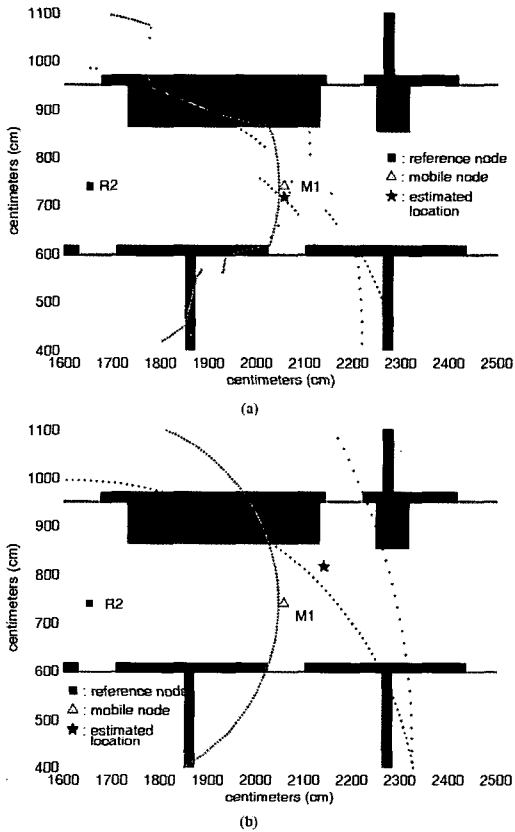 1100
1000
900
800
700
600
500
400
centimeters (cm)
R2
M1
: reference node
: mobile node
: estimated
location
1600 1700 1800 1900 2000 2100 2200 2300 2400 2500
centimeters (cm)
(a)
1100
1000
900
800
700
600
500
400
centimeters (cm)
R2
M1
: reference node
: mobile node
: estimated
location
1600 1700 1800 1900 2000 2100 2200 2300 2400 2500
centimeters (cm)
(b)